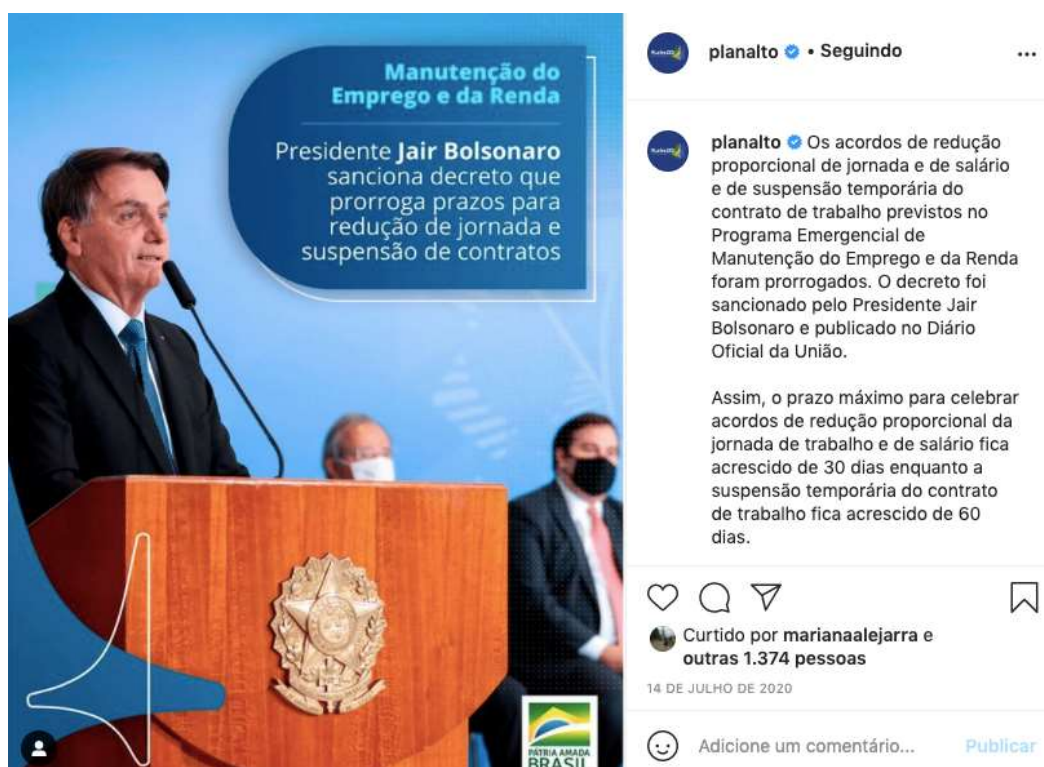 Manutenção do
Emprego e da Renda
Presidente Jair Bolsonaro
sanciona decreto que
prorroga prazos para
redução de jornada e
suspensão de contratos
PÁTRIA AMADA
BRASIL
planalto • Seguindo
planalto Os acordos de redução
proporcional de jornada e de salário
e de suspensão temporária do
contrato de trabalho previstos no
Programa Emergencial de
Manutenção do Emprego e da Renda
foram prorrogados. O decreto foi
sancionado pelo Presidente Jair
Bolsonaro e publicado no Diário
Oficial da União.
Assim, o prazo máximo para celebrar
acordos de redução proporcional da
jornada de trabalho e de salário fica
acrescido de 30 dias enquanto a
suspensão temporária do contrato
de trabalho fica acrescido de 60
dias.
Curtido por marianaalejarra e
outras 1.374 pessoas
14 DE JULHO DE 2020
Adicione um comentário... Publicar